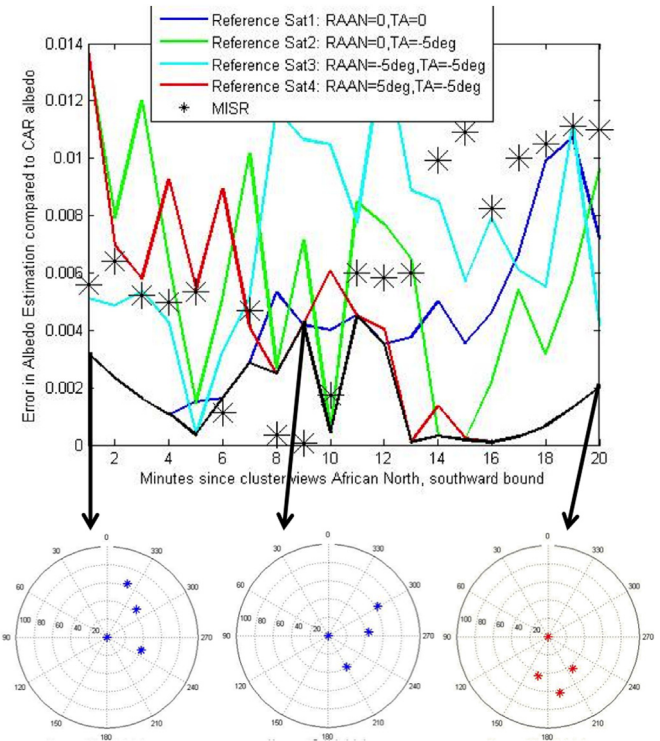 Reference Sat1: RAAN=0,TA=0
Reference Sat2: RAAN=0,TA=-5deg
Reference Sat3: RAAN=-5deg,TA=-5deg
Reference Sat4: RAAN=5deg,TA=-5deg
MISR
Error in Albedo Estimation compared to CAR albedo
0.014
0.012
0.01
0.008
0.006
0.004
0.002
0
2 4 6 8 10 12 14 16 18 20
Minutes since cluster views African North, southward bound
0
30 330
60 300
100 80 60 40 20
90 270
120 240
150 210
180
0
30 330
60 300
100 80 60 40 20
90 270
120 240
150 210
180
0
30 330
60 300
100 80 60 40 20
90 270
120 240
150 210
180